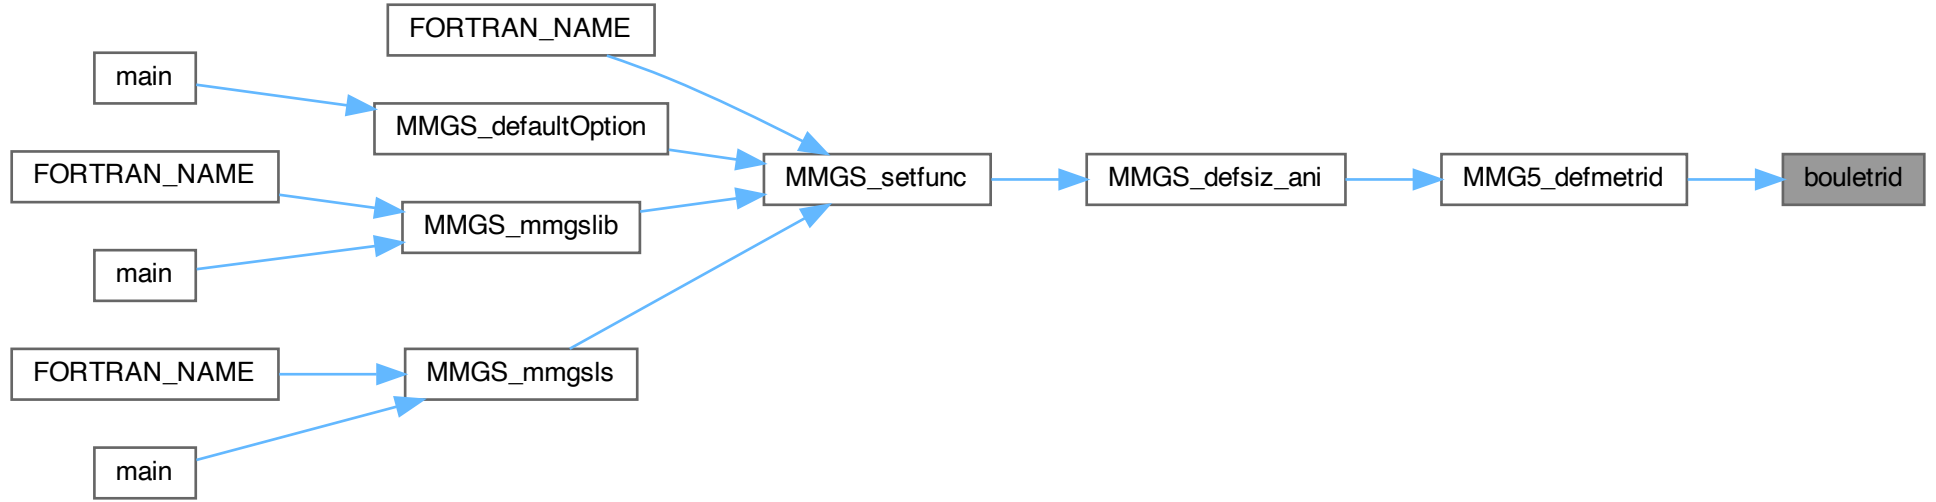 FORTRAN_NAME
main
MMGS_defaultOption
FORTRAN_NAME
MMGS_setfunc
MMGS_defsiz_ani
MMG5_defmetrid
bouletrid
MMGS_mmgslib
main
FORTRAN_NAME
MMGS_mmgsls
main